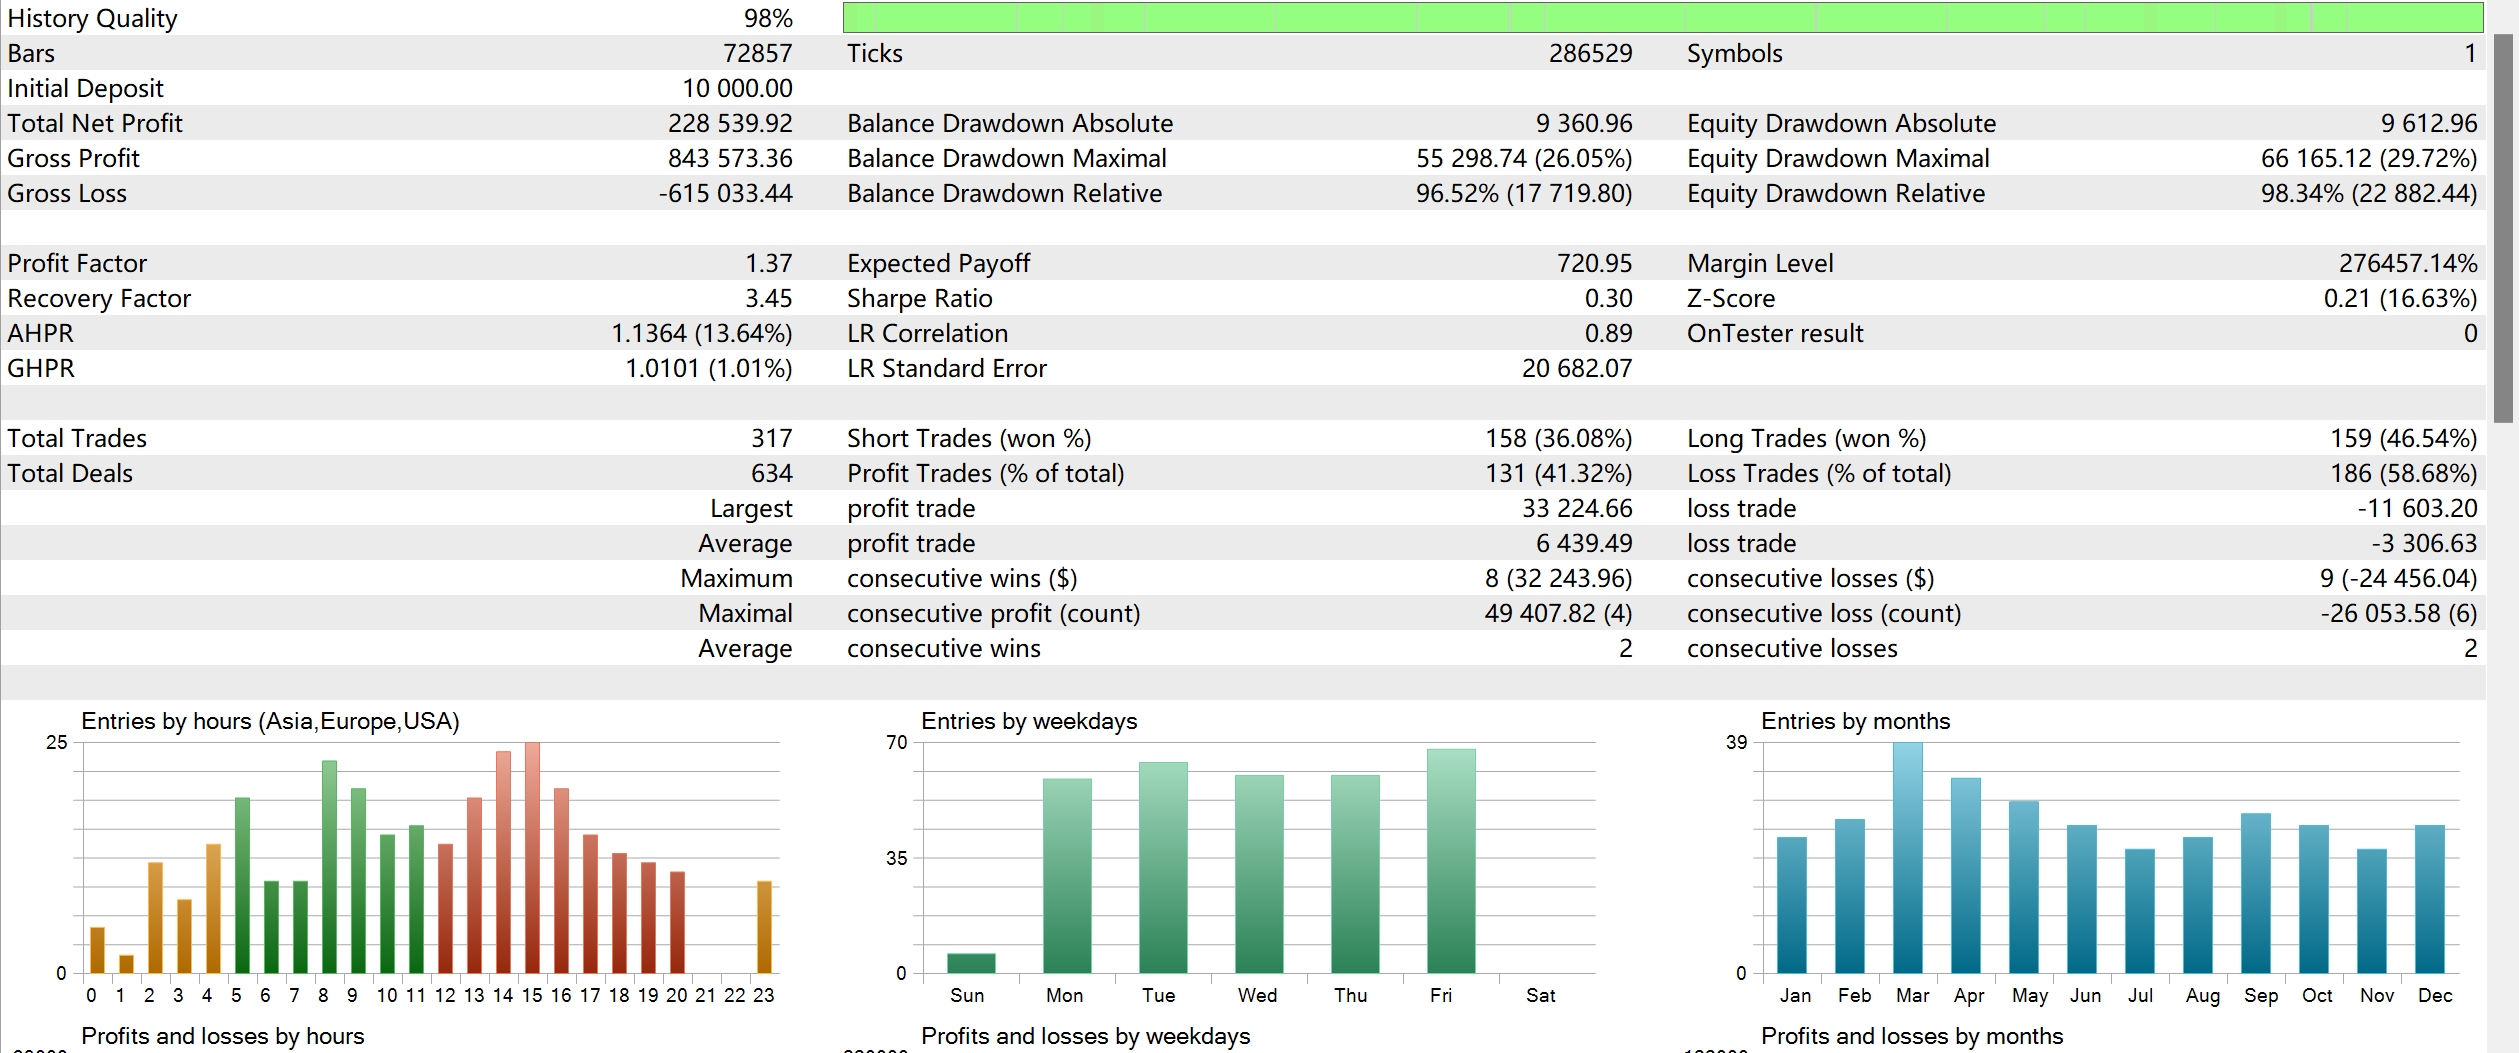 History Quality 98%
Bars 72857 Ticks 286529 Symbols 1
Initial Deposit 10 000.00
Total Net Profit 228 539.92 Balance Drawdown Absolute 9 360.96 Equity Drawdown Absolute 9 612.96
Gross Profit 843 573.36 Balance Drawdown Maximal 55 298.74 (26.05%) Equity Drawdown Maximal 66 165.12 (29.72%)
Gross Loss -615 033.44 Balance Drawdown Relative 96.52% (17 719.80) Equity Drawdown Relative 98.34% (22 882.44)
Profit Factor 1.37 Expected Payoff 720.95 Margin Level 276457.14%
Recovery Factor 3.45 Sharpe Ratio 0.30 Z-Score 0.21 (16.63%)
AHPR 1.1364 (13.64%) LR Correlation 0.89 OnTester result 0
GHPR 1.0101 (1.01%) LR Standard Error 20 682.07
Total Trades 317 Short Trades (won %) 158 (36.08%) Long Trades (won %) 159 (46.54%)
Total Deals 634 Profit Trades (% of total) 131 (41.32%) Loss Trades (% of total) 186 (58.68%)
Largest profit trade 33 224.66 loss trade -11 603.20
Average profit trade 6 439.49 loss trade -3 306.63
Maximum consecutive wins ($) 8 (32 243.96) consecutive losses ($) 9 (-24 456.04)
Maximal consecutive profit (count) 49 407.82 (4) consecutive loss (count) -26 053.58 (6)
Average consecutive wins 2 consecutive losses 2
Entries by hours (Asia,Europe,USA)
25
0
0 1 2 3 4 5 6 7 8 9 10 11 12 13 14 15 16 17 18 19 20 21 22 23
Entries by weekdays
70
35
0
Sun Mon Tue Wed Thu Fri Sat
Entries by months
39
0
Jan Feb Mar Apr May Jun Jul Aug Sep Oct Nov Dec
Profits and losses by hours
Profits and losses by weekdays
Profits and losses by months